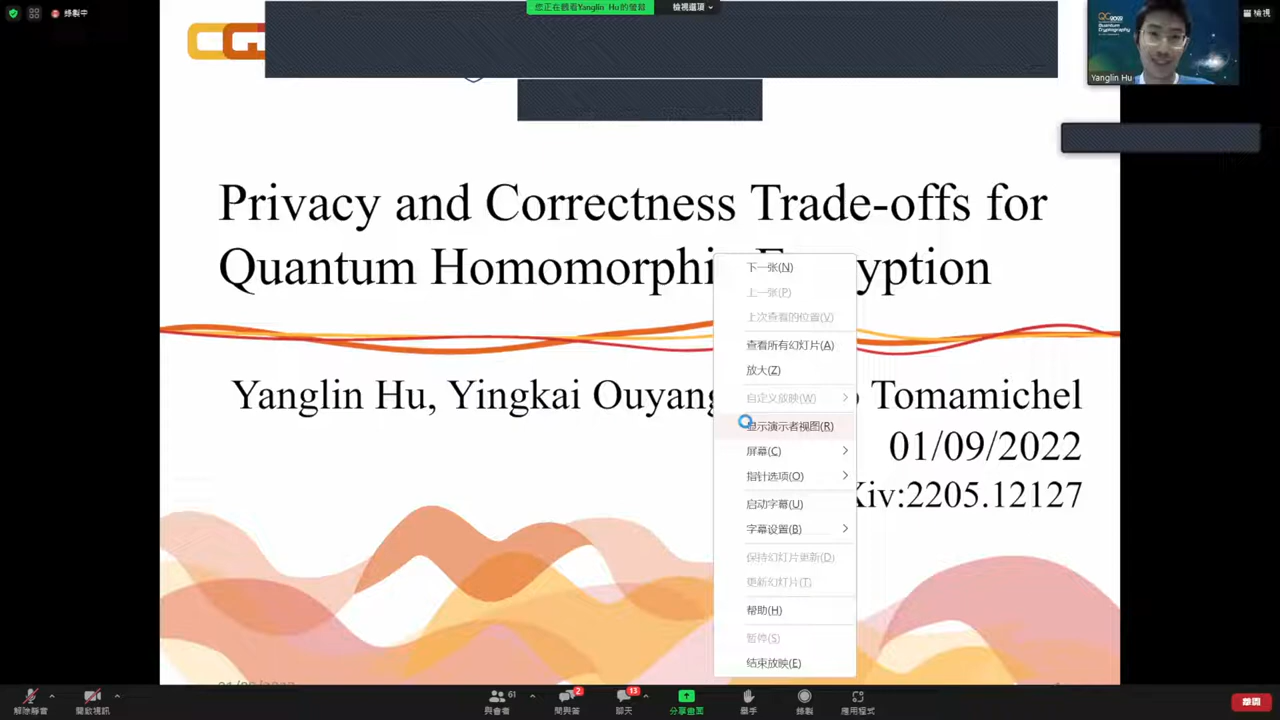 錄製中
您正在觀看Yanglin Hu的螢幕
檢視選項
檢視
Yanglin Hu
Privacy and Correctness Trade-offs for
Quantum Homomorphi yption
Yanglin Hu, Yingkai Ouyang Tomamichel
01/09/2022
Xiv:2205.12127
下一张(N)
上一张(P)
上次查看的位置(V)
查看所有幻灯片(A)
放大(Z)
自定义放映(W)
显示演示者视图(R)
屏幕(C)
指针选项(O)
启动字幕(U)
字幕设置(B)
保持幻灯片更新(D)
更新幻灯片(T)
帮助(H)
暂停(S)
结束放映(E)
解除靜音
開啟視訊
61
與會者
2
問與答
13
聊天
分享畫面
舉手
錄製
應用程式
離開